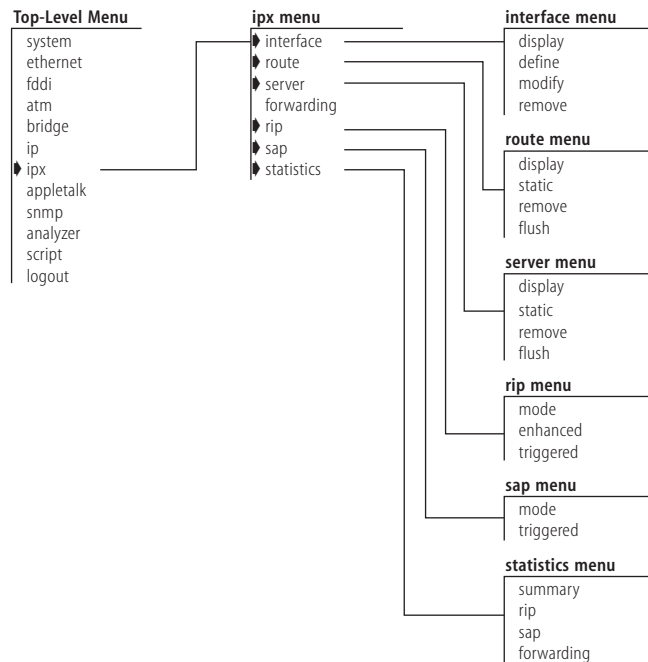 Top-Level Menu
system
ethernet
fddi
atm
bridge
ip
ipx
appletalk
snmp
analyzer
script
logout
ipx menu
interface
route
server
forwarding
rip
sap
statistics
interface menu
display
define
modify
remove
route menu
display
static
remove
flush
server menu
display
static
remove
flush
rip menu
mode
enhanced
triggered
sap menu
mode
triggered
statistics menu
summary
rip
sap
forwarding